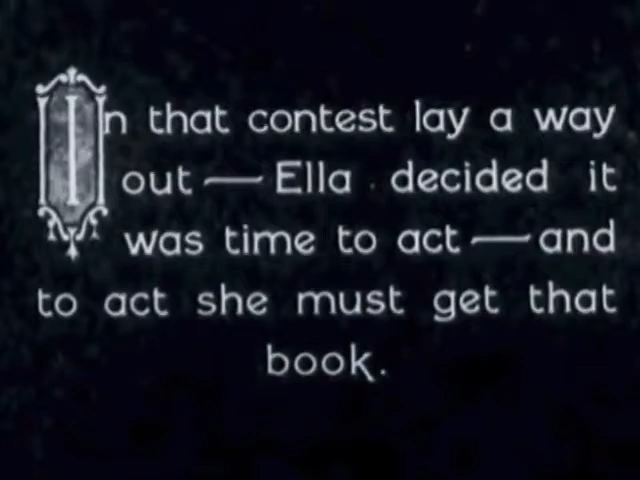 In that contest lay a way
out — Ella decided it
was time to act — and
to act she must get that
book.